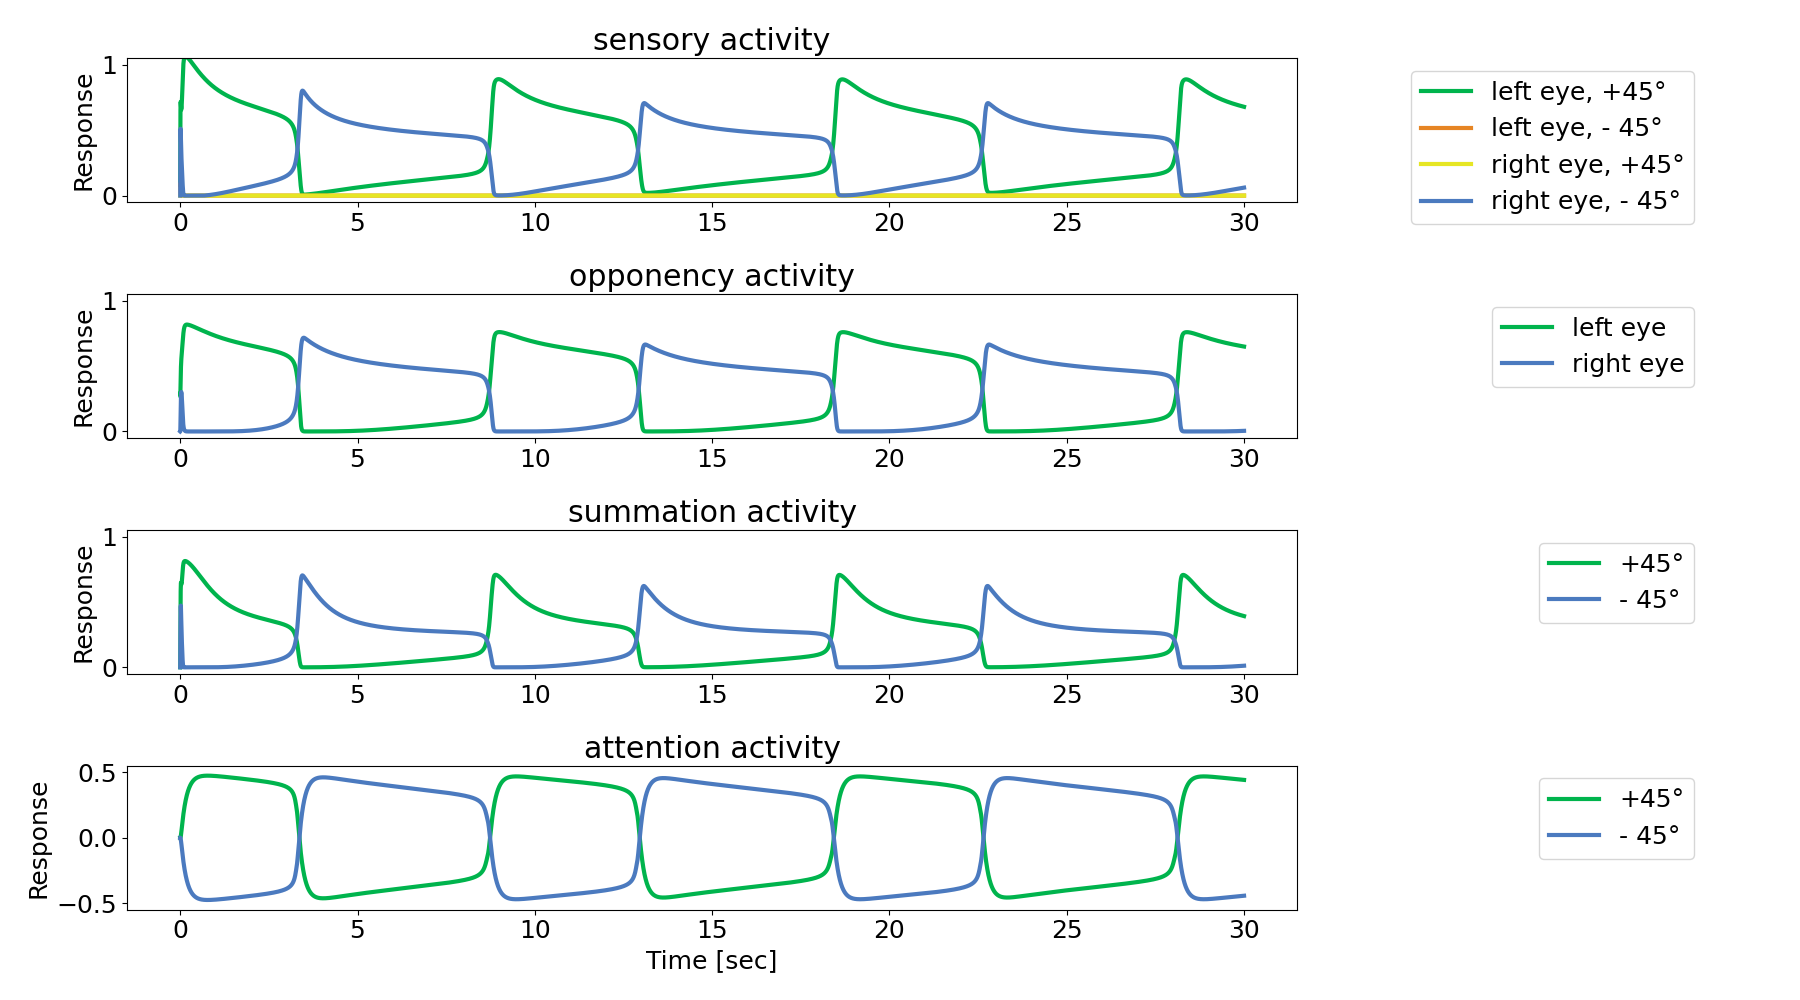 sensory activity
1
0
Response
0 5 10 15 20 25 30
left eye, +45°
left eye, - 45°
right eye, +45°
right eye, - 45°
opponency activity
1
0
Response
0 5 10 15 20 25 30
left eye
right eye
summation activity
1
0
Response
0 5 10 15 20 25 30
+45°
- 45°
attention activity
0.5
0.0
−0.5
Response
0 5 10 15 20 25 30
Time [sec]
+45°
- 45°